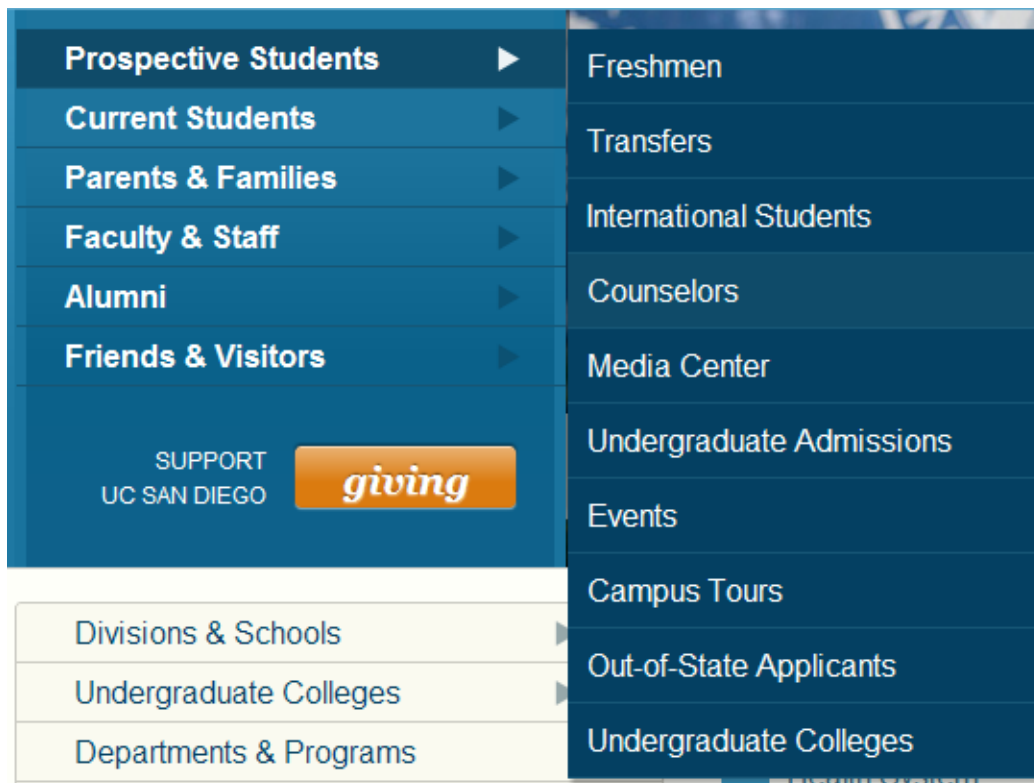 Prospective Students
Current Students
Parents & Families
Faculty & Staff
Alumni
Friends & Visitors
SUPPORT
UC SAN DIEGO
giving
Divisions & Schools
Undergraduate Colleges
Departments & Programs
Freshmen
Transfers
International Students
Counselors
Media Center
Undergraduate Admissions
Events
Campus Tours
Out-of-State Applicants
Undergraduate Colleges